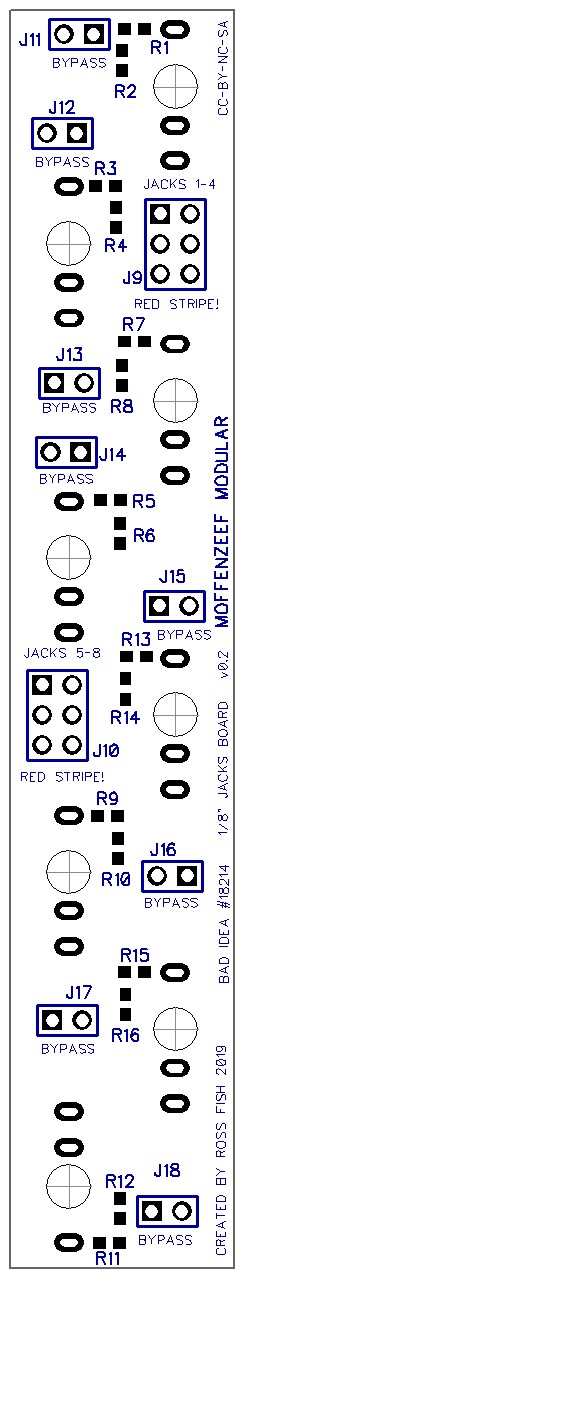 J11
BYPASS
R1
R2
CC-BY-NC-SA
J12
BYPASS
R3
R4
JACKS 1-4
J9
RED STRIPE!
R7
J13
BYPASS
R8
J14
BYPASS
R5
R6
MOFFENZEEF MODULAR
J15
BYPASS
JACKS 5-8
R13
v0.2
R14
J10
RED STRIPE!
1/8" JACKS BOARD
R9
R10
J16
BYPASS
BAD IDEA #18214
R15
J17
BYPASS
R16
CREATED BY ROSS FISH 2019
J18
R12
BYPASS
R11